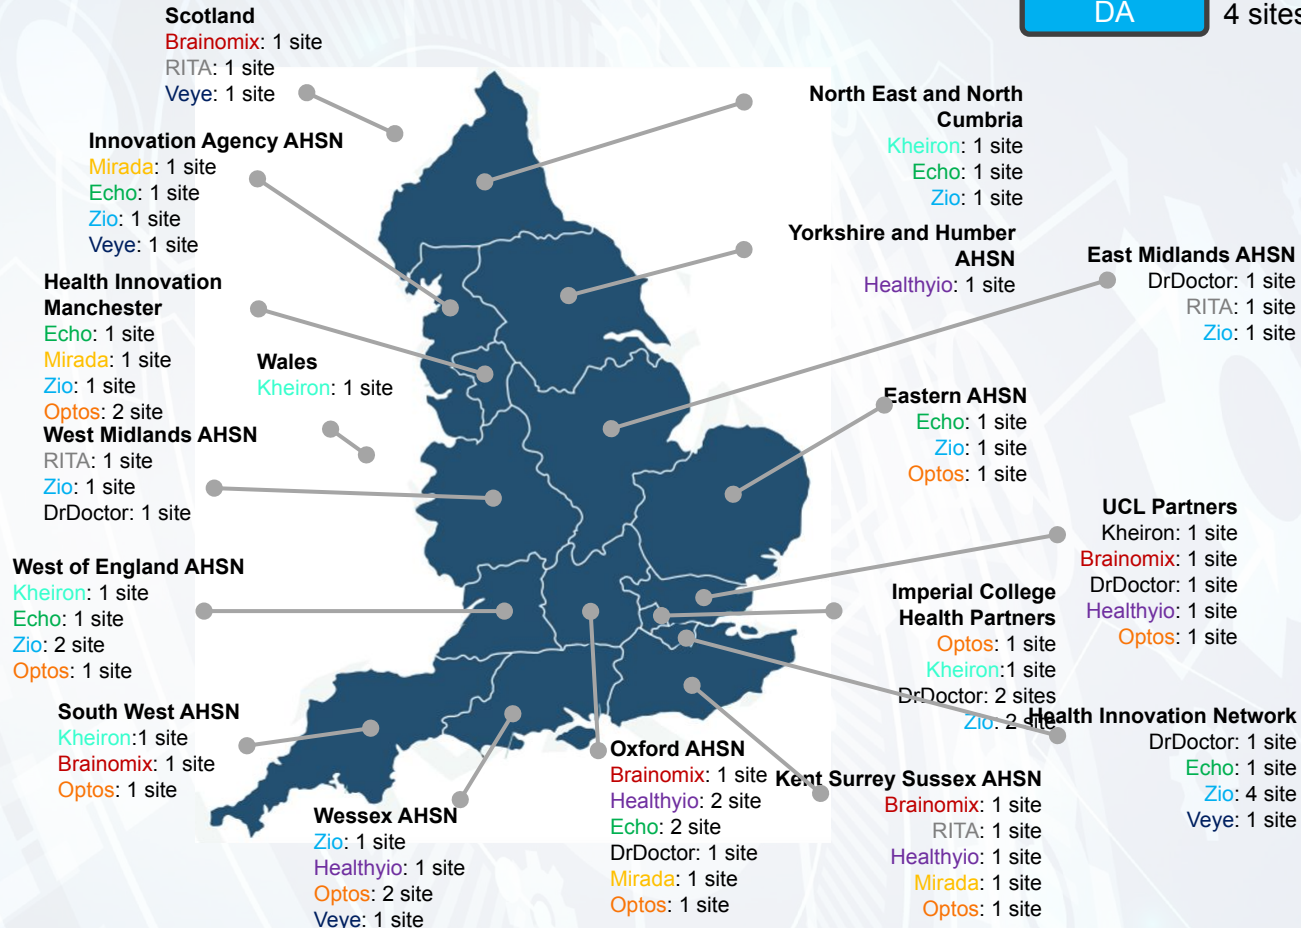 DA
4 sites
Scotland
Brainomix: 1 site
RITA: 1 site
Veye: 1 site
North East and North
Cumbria
Kheiron: 1 site
Echo: 1 site
Zio: 1 site
Innovation Agency AHSN
Mirada: 1 site
Echo: 1 site
Zio: 1 site
Veye: 1 site
Yorkshire and Humber
AHSN
Healthyio: 1 site
East Midlands AHSN
DrDoctor: 1 site
RITA: 1 site
Zio: 1 site
Health Innovation
Manchester
Echo: 1 site
Mirada: 1 site
Zio: 1 site
Optos: 2 site
Wales
Kheiron: 1 site
Eastern AHSN
Echo: 1 site
Zio: 1 site
Optos: 1 site
West Midlands AHSN
RITA: 1 site
Zio: 1 site
DrDoctor: 1 site
UCL Partners
Kheiron: 1 site
Brainomix: 1 site
DrDoctor: 1 site
Healthyio: 1 site
Optos: 1 site
West of England AHSN
Kheiron: 1 site
Echo: 1 site
Zio: 2 site
Optos: 1 site
Imperial College
Health Partners
Optos: 1 site
Kheiron:1 site
DrDoctor: 2 sites
Zio: 2 site
South West AHSN
Kheiron:1 site
Brainomix: 1 site
Optos: 1 site
Health Innovation Network
DrDoctor: 1 site
Echo: 1 site
Zio: 4 site
Veye: 1 site
Wessex AHSN
Zio: 1 site
Healthyio: 1 site
Optos: 2 site
Veye: 1 site
Oxford AHSN
Brainomix: 1 site
Healthyio: 2 site
Echo: 2 site
DrDoctor: 1 site
Mirada: 1 site
Optos: 1 site
Kent Surrey Sussex AHSN
Brainomix: 1 site
RITA: 1 site
Healthyio: 1 site
Mirada: 1 site
Optos: 1 site